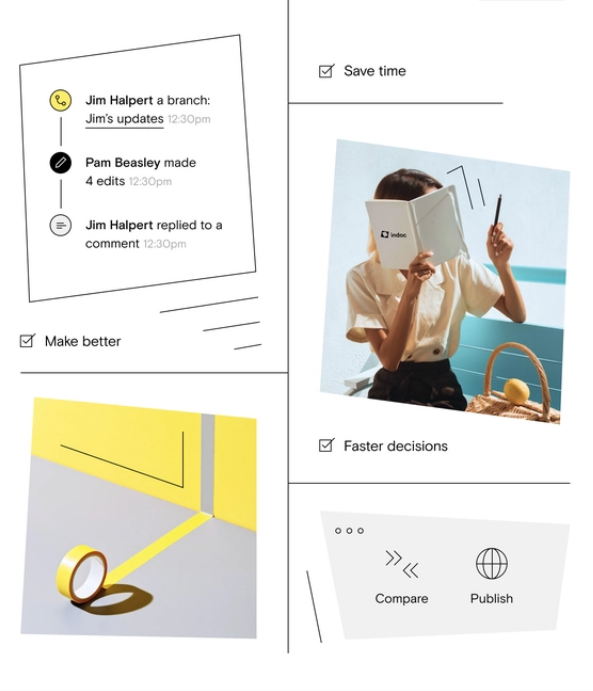 Jim Halpert a branch:
Jim's updates 12:30pm
Pam Beasley made
4 edits 12:30pm
Jim Halpert replied to a
comment 12:30pm
Make better
Save time
indoc
Faster decisions
Compare
Publish